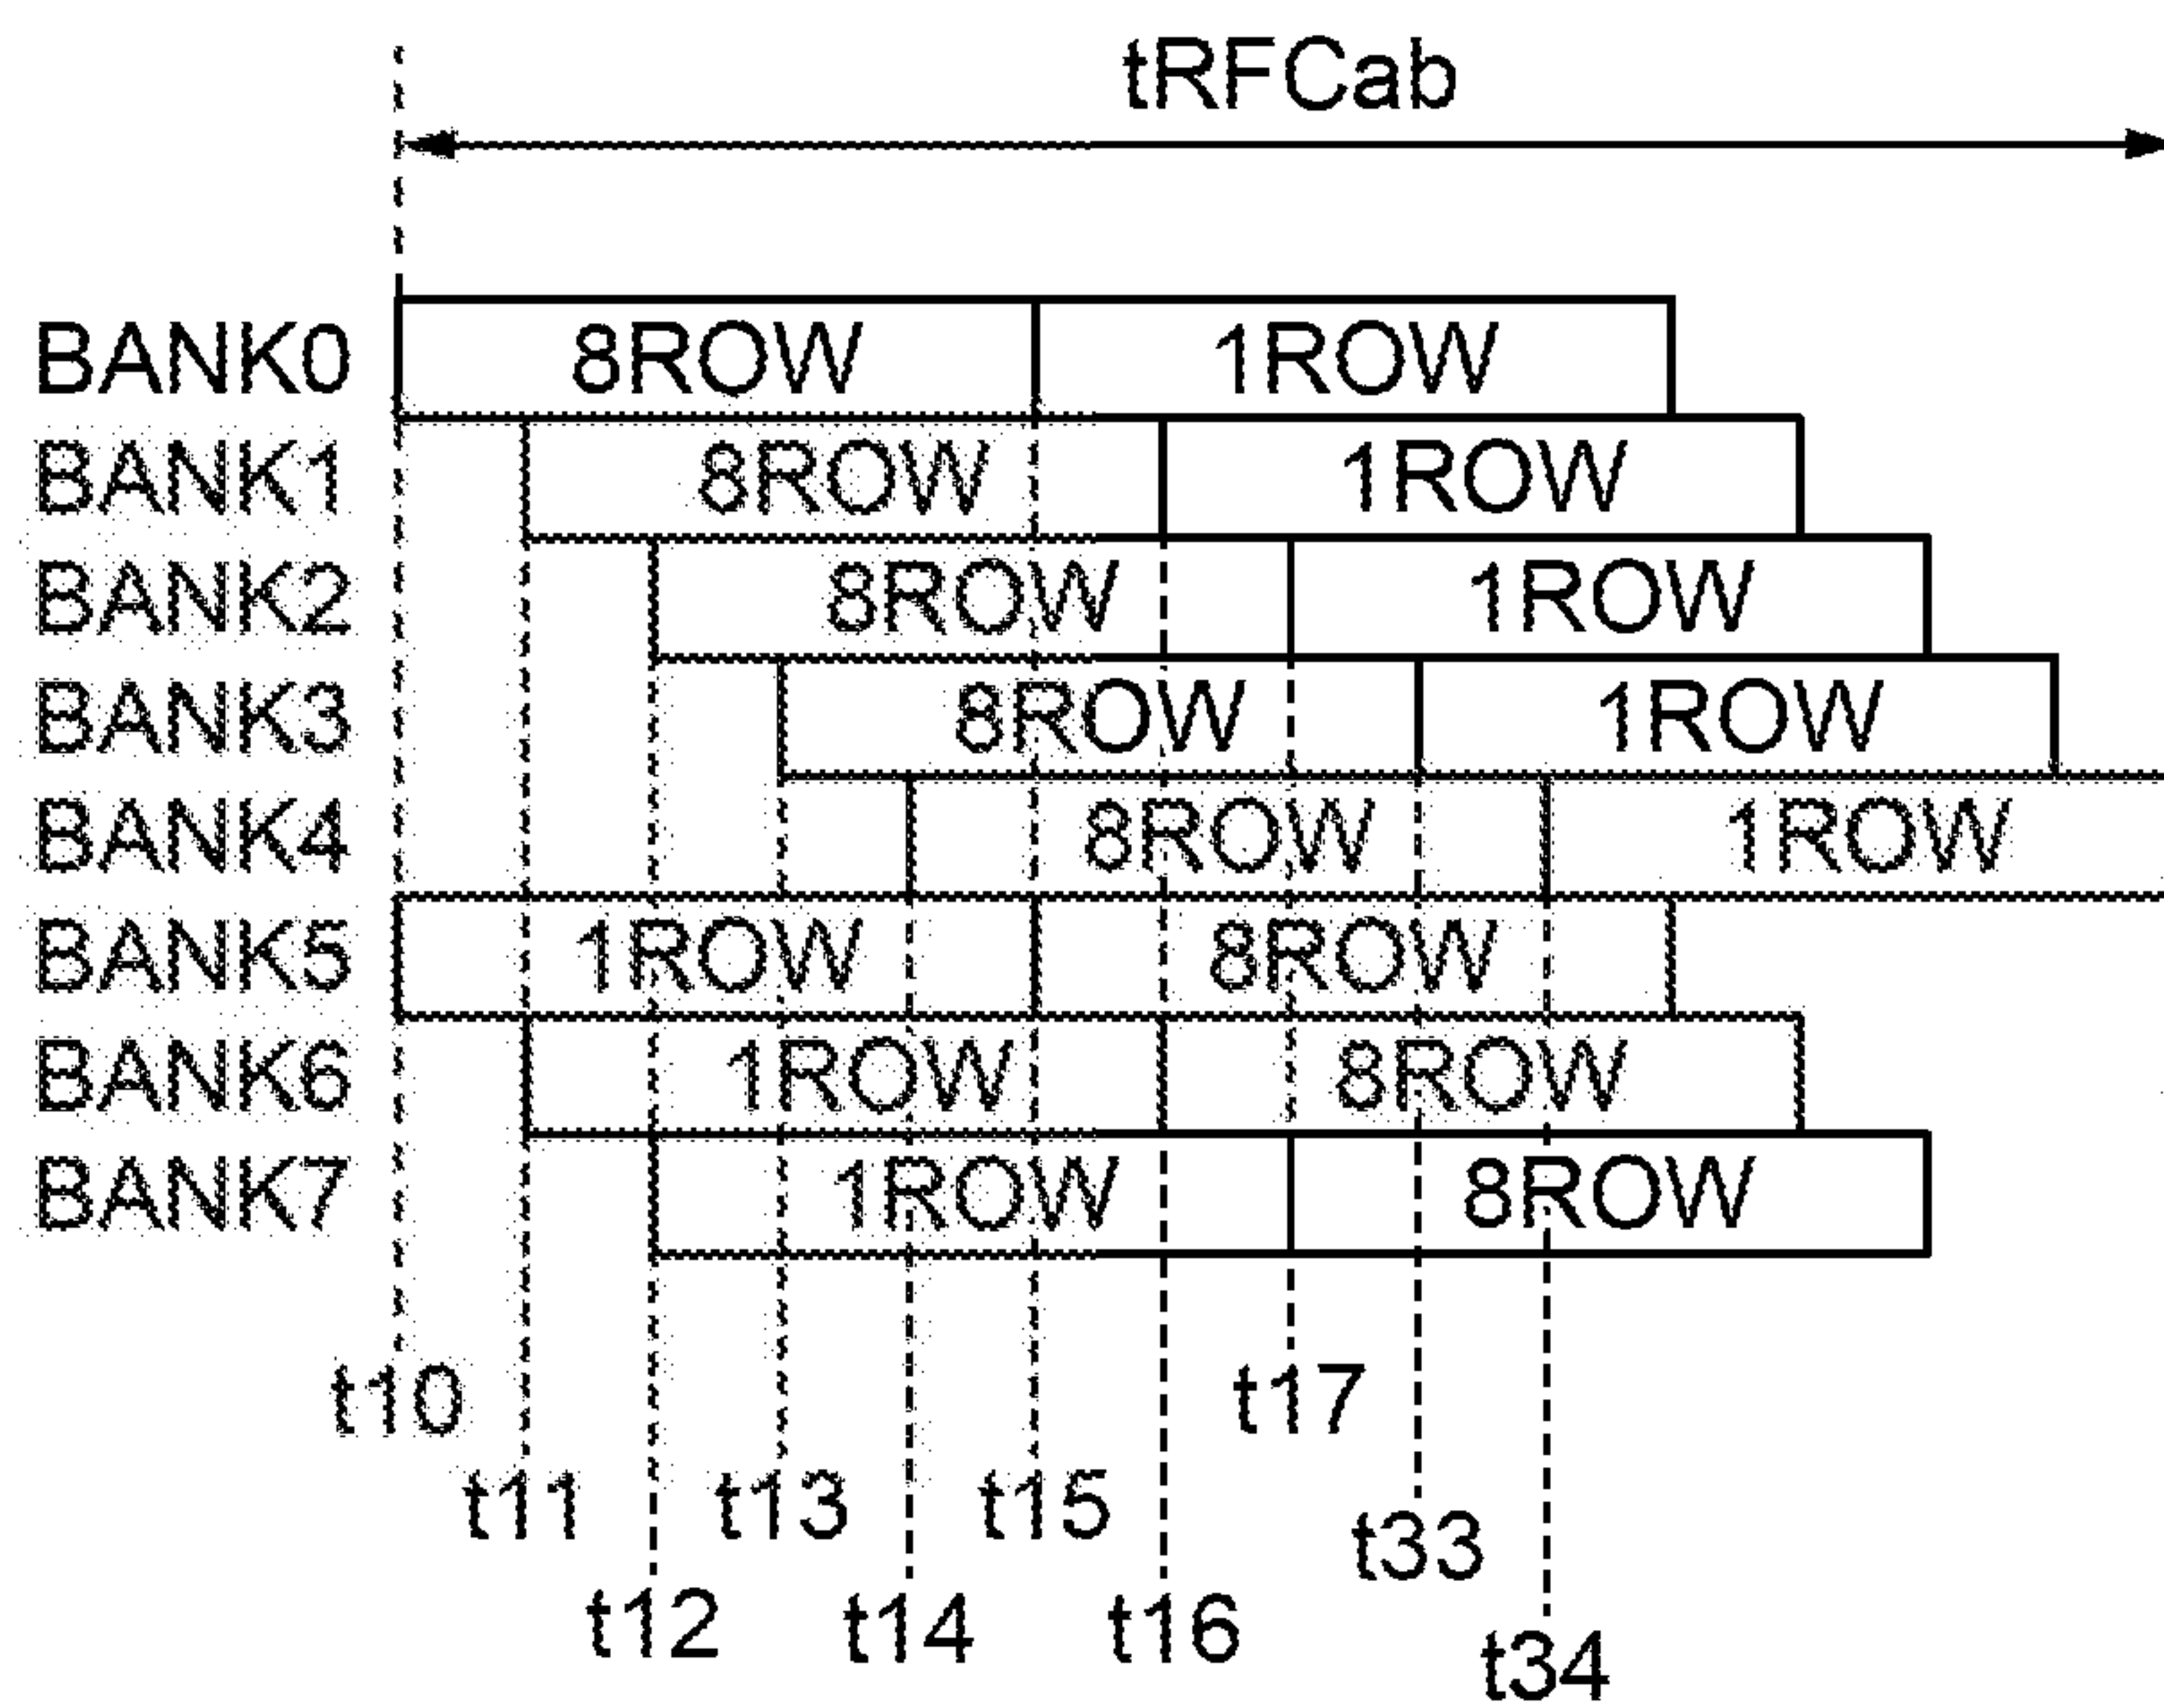 tRFCab
BANK0 8ROW 1ROW
BANK1 8ROW 1ROW
BANK2 8ROW 1ROW
BANK3 8ROW 1ROW
BANK4 8ROW 1ROW
BANK5 1ROW 8ROW
BANK6 1ROW 8ROW
BANK7 1ROW 8ROW
t10 t17
t11 t13 t15 t33
t12 t14 t16 t34